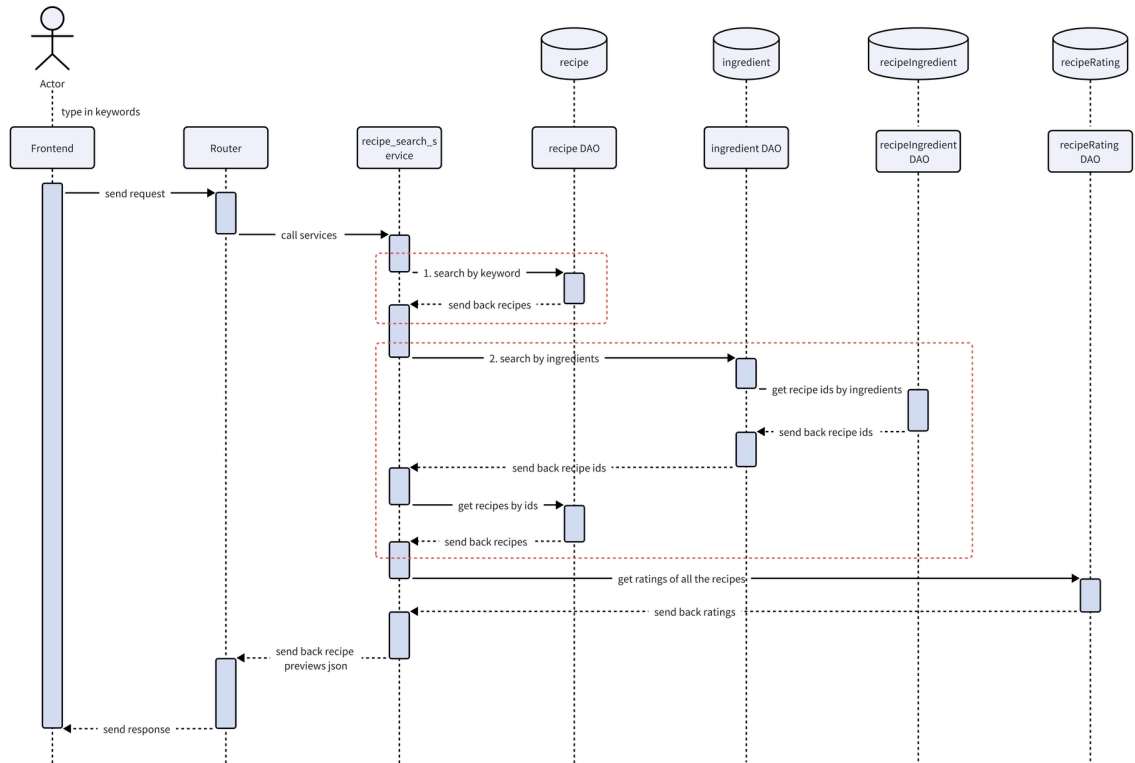 recipe
ingredient
recipeIngredient
recipeRating
Actor
type in keywords
Frontend
Router
recipe_search_s
ervice
recipe DAO
ingredient DAO
recipeIngredient
DAO
recipeRating
DAO
send request
call services
1. search by keyword
send back recipes
2. search by ingredients
get recipe ids by ingredients
send back recipe ids
send back recipe ids
get recipes by ids
send back recipes
get ratings of all the recipes
send back ratings
send back recipe
previews json
send response